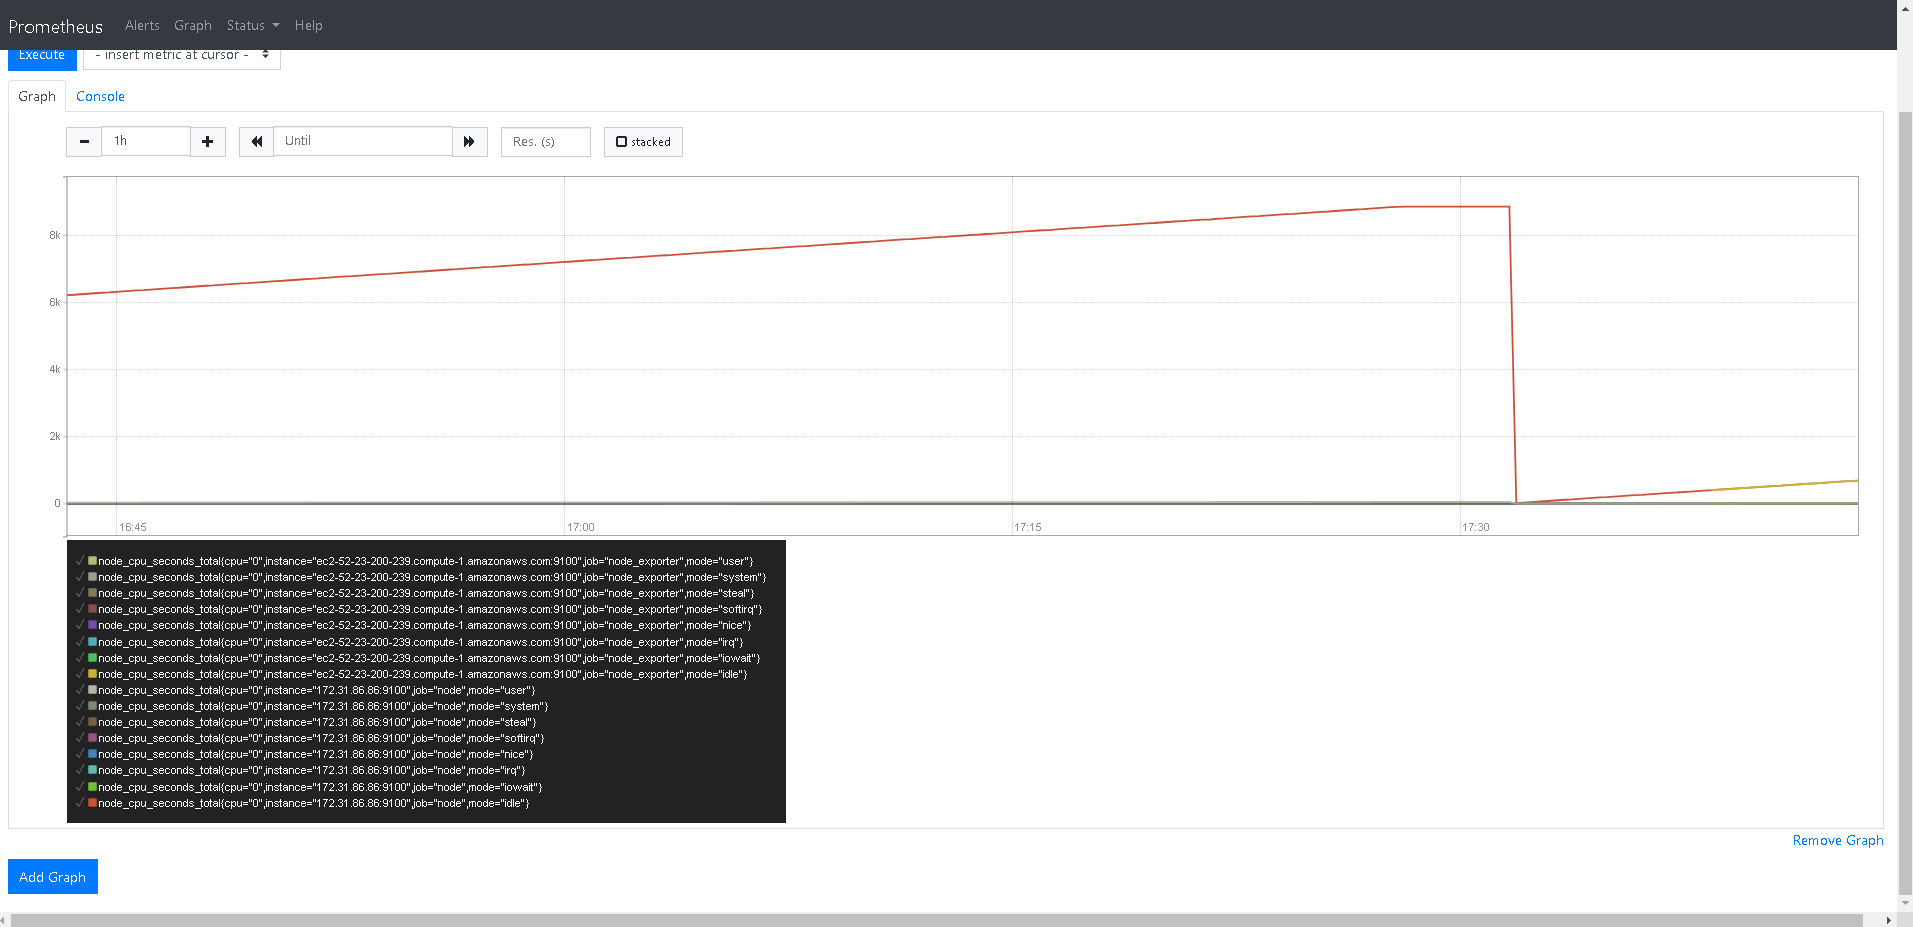 Prometheus Alerts Graph Status Help
Execute - insert metric at cursor -
Graph Console
1h Until Res. (s) stacked
8k
6k
4k
2k
0
16:45 17:00 17:15 17:30
node_cpu_seconds_total{cpu="0",instance="ec2-52-23-200-239.compute-1.amazonaws.com:9100",job="node_exporter",mode="user"}
node_cpu_seconds_total{cpu="0",instance="ec2-52-23-200-239.compute-1.amazonaws.com:9100",job="node_exporter",mode="system"}
node_cpu_seconds_total{cpu="0",instance="ec2-52-23-200-239.compute-1.amazonaws.com:9100",job="node_exporter",mode="steal"}
node_cpu_seconds_total{cpu="0",instance="ec2-52-23-200-239.compute-1.amazonaws.com:9100",job="node_exporter",mode="softirq"}
node_cpu_seconds_total{cpu="0",instance="ec2-52-23-200-239.compute-1.amazonaws.com:9100",job="node_exporter",mode="nice"}
node_cpu_seconds_total{cpu="0",instance="ec2-52-23-200-239.compute-1.amazonaws.com:9100",job="node_exporter",mode="irq"}
node_cpu_seconds_total{cpu="0",instance="ec2-52-23-200-239.compute-1.amazonaws.com:9100",job="node_exporter",mode="iowait"}
node_cpu_seconds_total{cpu="0",instance="ec2-52-23-200-239.compute-1.amazonaws.com:9100",job="node_exporter",mode="idle"}
node_cpu_seconds_total{cpu="0",instance="172.31.86.86:9100",job="node",mode="user"}
node_cpu_seconds_total{cpu="0",instance="172.31.86.86:9100",job="node",mode="system"}
node_cpu_seconds_total{cpu="0",instance="172.31.86.86:9100",job="node",mode="steal"}
node_cpu_seconds_total{cpu="0",instance="172.31.86.86:9100",job="node",mode="softirq"}
node_cpu_seconds_total{cpu="0",instance="172.31.86.86:9100",job="node",mode="nice"}
node_cpu_seconds_total{cpu="0",instance="172.31.86.86:9100",job="node",mode="irq"}
node_cpu_seconds_total{cpu="0",instance="172.31.86.86:9100",job="node",mode="iowait"}
node_cpu_seconds_total{cpu="0",instance="172.31.86.86:9100",job="node",mode="idle"}
Remove Graph
Add Graph